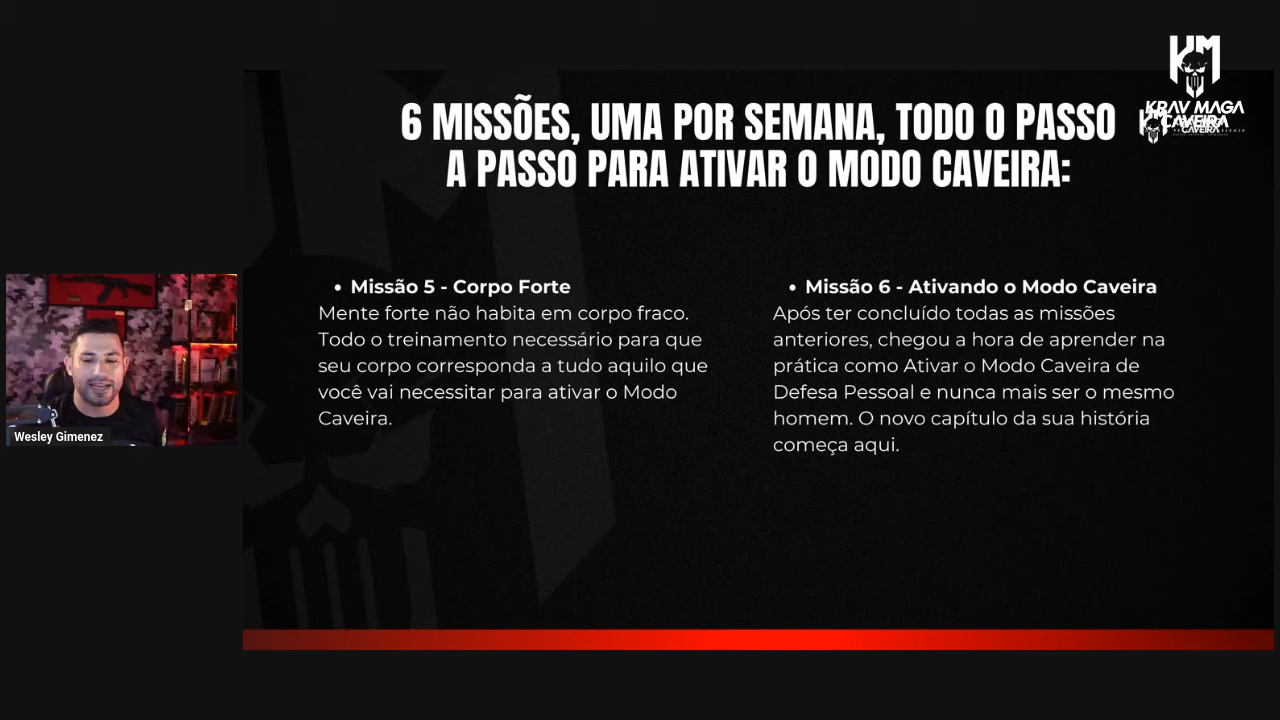 KM
KRAV MAGA
CAVEIRA
6 MISSÕES, UMA POR SEMANA, TODO O PASSO
A PASSO PARA ATIVAR O MODO CAVEIRA:
• Missão 5 - Corpo Forte
Mente forte não habita em corpo fraco.
Todo o treinamento necessário para que
seu corpo corresponda a tudo aquilo que
você vai necessitar para ativar o Modo
Caveira.
• Missão 6 - Ativando o Modo Caveira
Após ter concluído todas as missões
anteriores, chegou a hora de aprender na
prática como Ativar o Modo Caveira de
Defesa Pessoal e nunca mais ser o mesmo
homem. O novo capítulo da sua história
começa aqui.
Wesley Gimenez